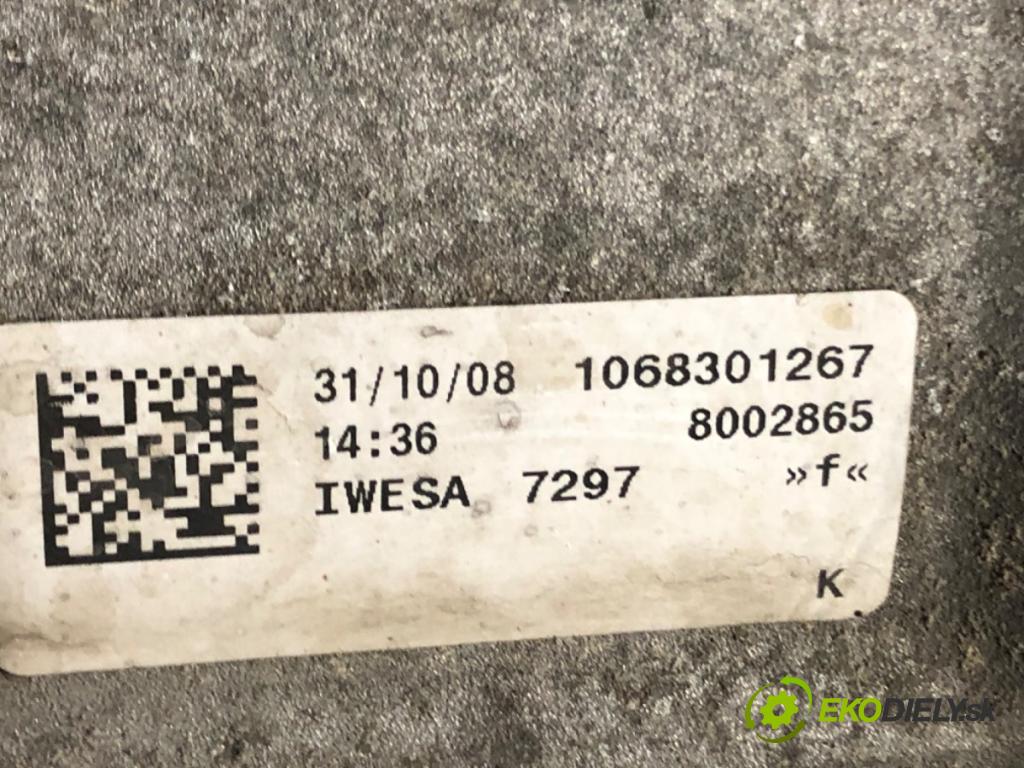 31/10/08 1068301267
14:36 8002865
IWESA 7297 »f«
K
EKODIELY.sk